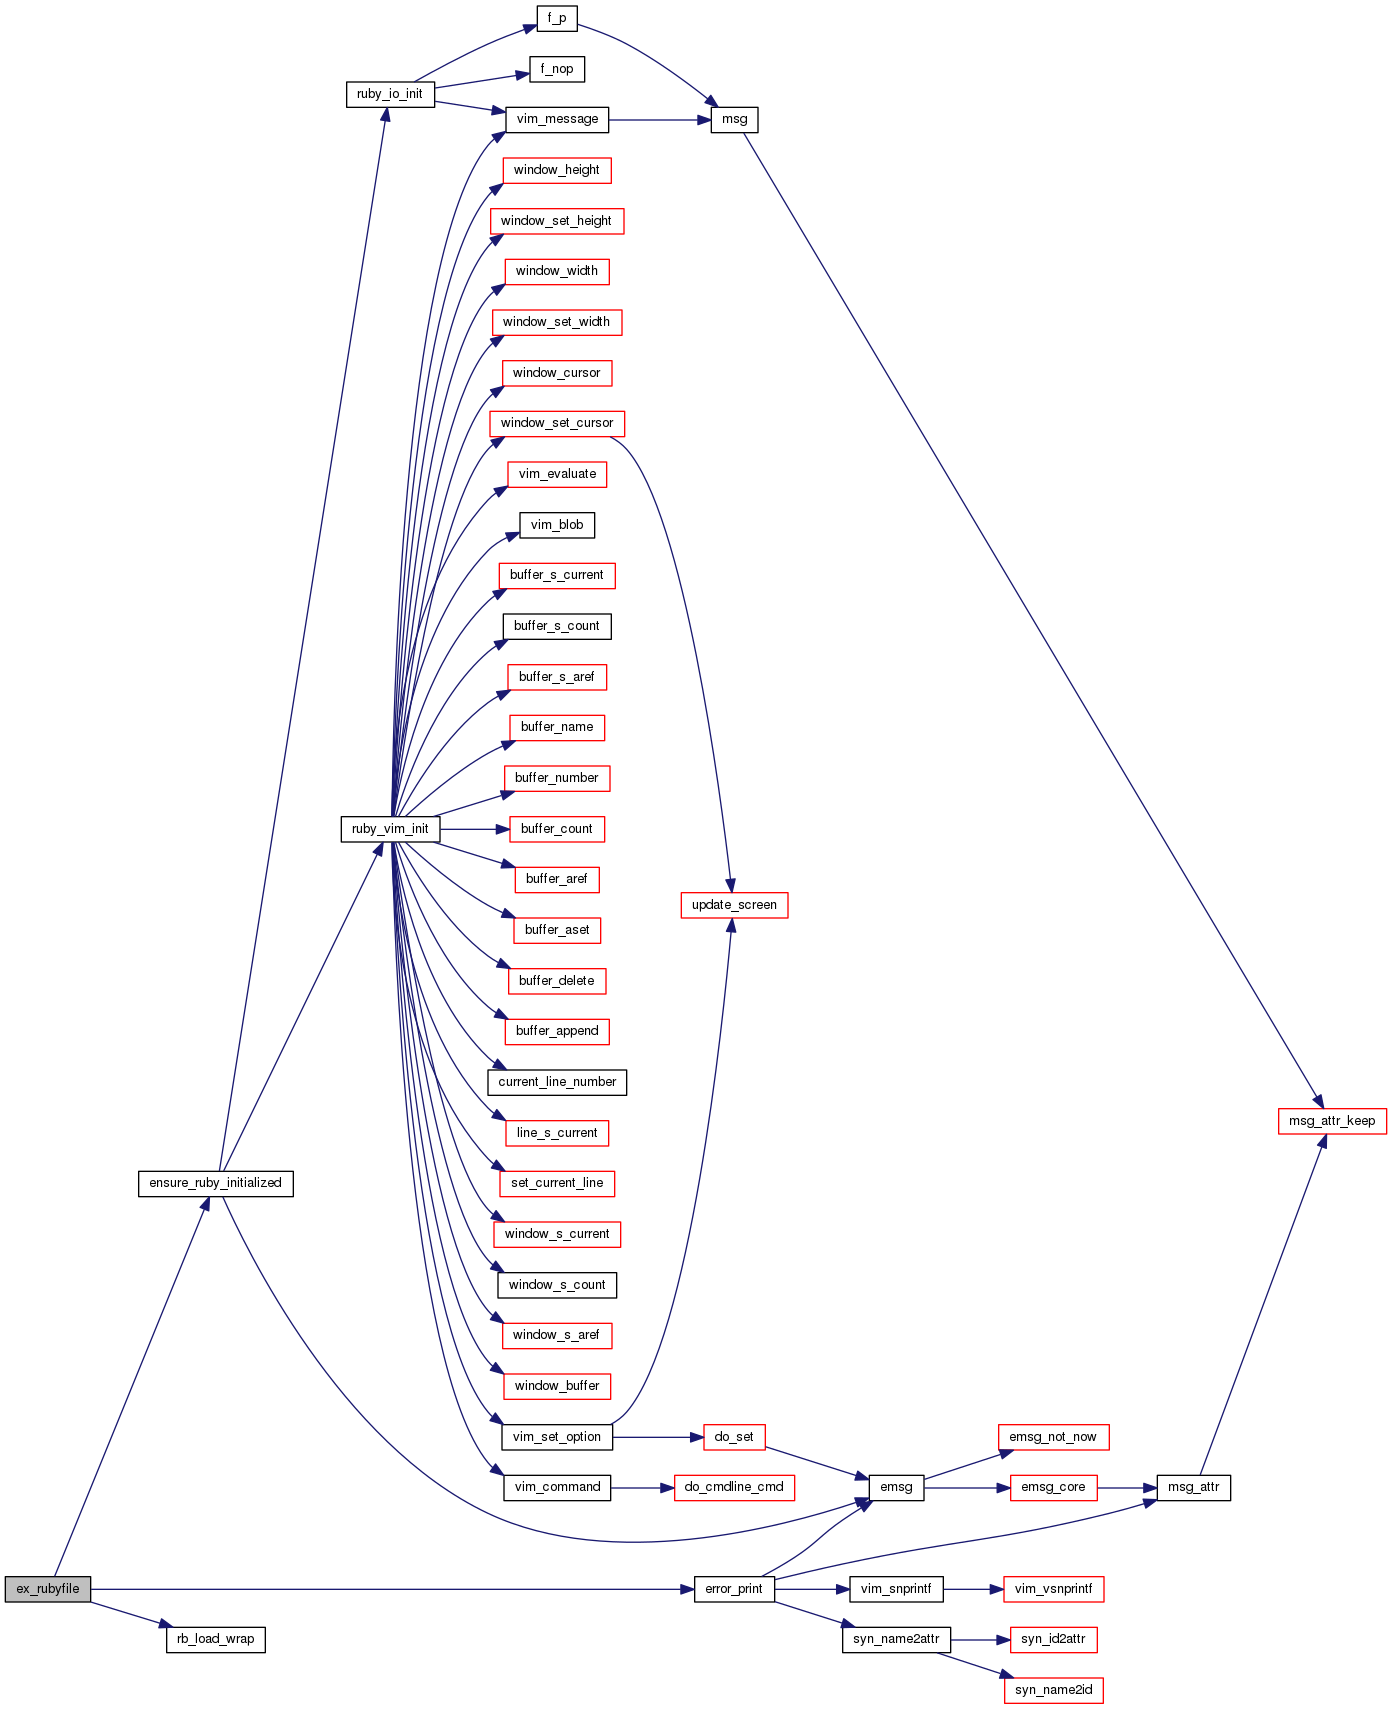 f_p
f_nop
ruby_io_init
vim_message
msg
window_height
window_set_height
window_width
window_set_width
window_cursor
window_set_cursor
vim_evaluate
vim_blob
buffer_s_current
buffer_s_count
buffer_s_aref
buffer_name
buffer_number
ruby_vim_init
buffer_count
buffer_aref
update_screen
buffer_aset
buffer_delete
buffer_append
current_line_number
msg_attr_keep
line_s_current
ensure_ruby_initialized
set_current_line
window_s_current
window_s_count
window_s_aref
window_buffer
vim_set_option
do_set
emsg_not_now
vim_command
do_cmdline_cmd
emsg
emsg_core
msg_attr
ex_rubyfile
error_print
vim_snprintf
vim_vsnprintf
rb_load_wrap
syn_name2attr
syn_id2attr
syn_name2id